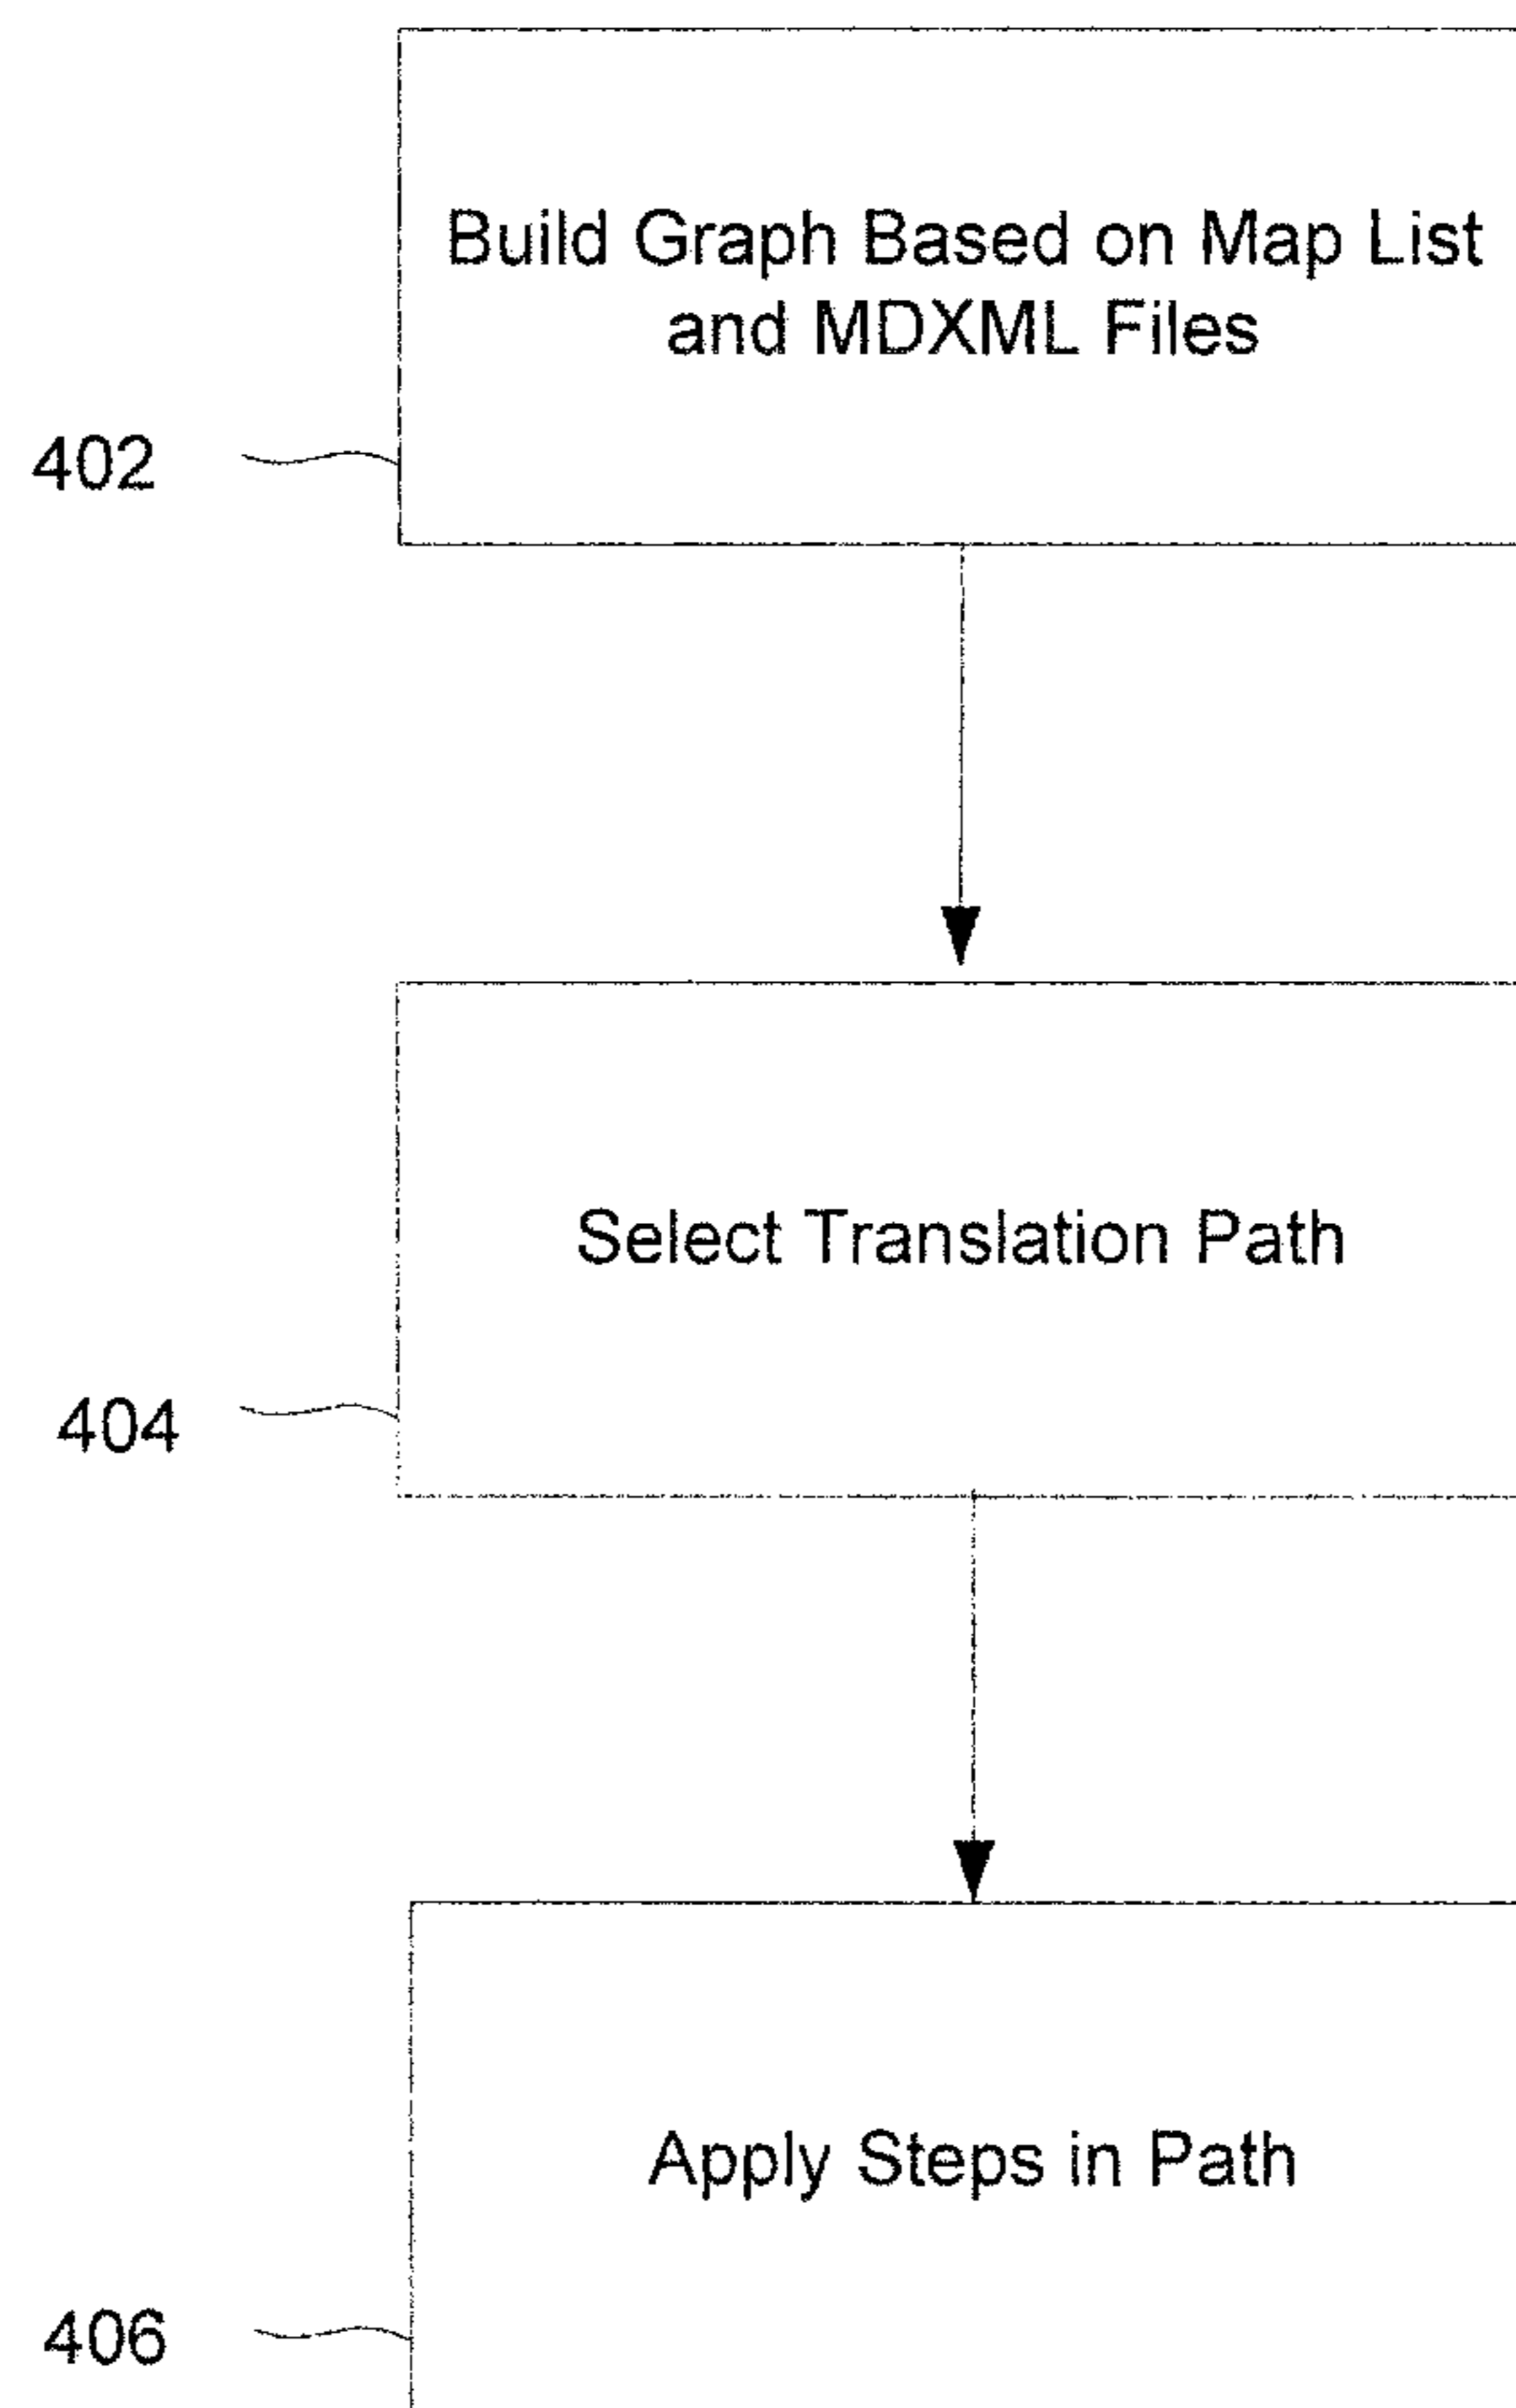 Build Graph Based on Map List
and MDXML Files
402
Select Translation Path
404
Apply Steps in Path
406